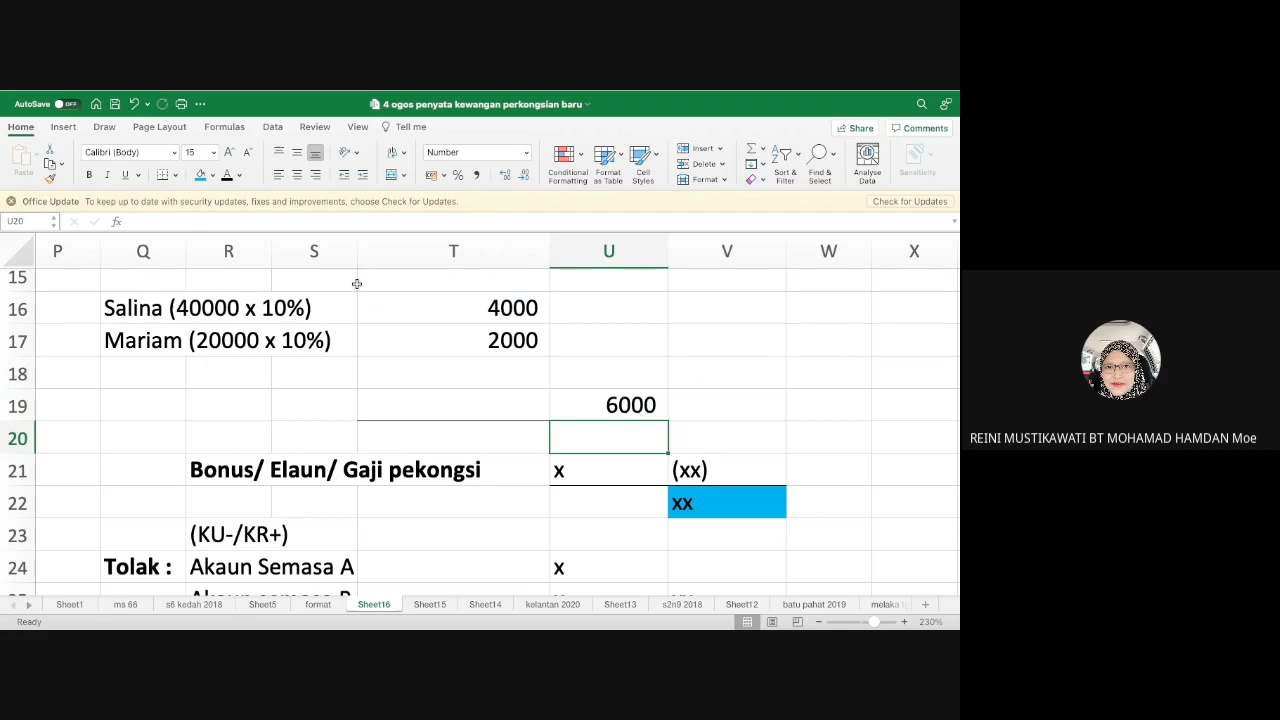 AutoSave OFF 4 ogos penyata kewangan perkongsian baru
Home Insert Draw Page Layout Formulas Data Review View Tell me Share Comments
Paste Calibri (Body) 15 A A Number Conditional Formatting Format as Table Cell Styles Insert Delete Format Sort & Filter Find & Select Analyse Data Sensitivity
B I U
Office Update To keep up to date with security updates, fixes and improvements, choose Check for Updates. Check for Updates
U20 fx
P Q R S T U V W X
15
16 Salina (40000 x 10%) 4000
17 Mariam (20000 x 10%) 2000
18
19 6000
20
21 Bonus/ Elaun/ Gaji pekongsi x (xx)
22 xx
23 (KU-/KR+)
24 Tolak : Akaun Semasa A x
Sheet1 ms 66 s6 kedah 2018 Sheet5 format Sheet16 Sheet15 Sheet14 kelantan 2020 Sheet13 s2n9 2018 Sheet12 batu pahat 2019 melaka
Ready 230%
REINI MUSTIKAWATI BT MOHAMAD HAMDAN Moe